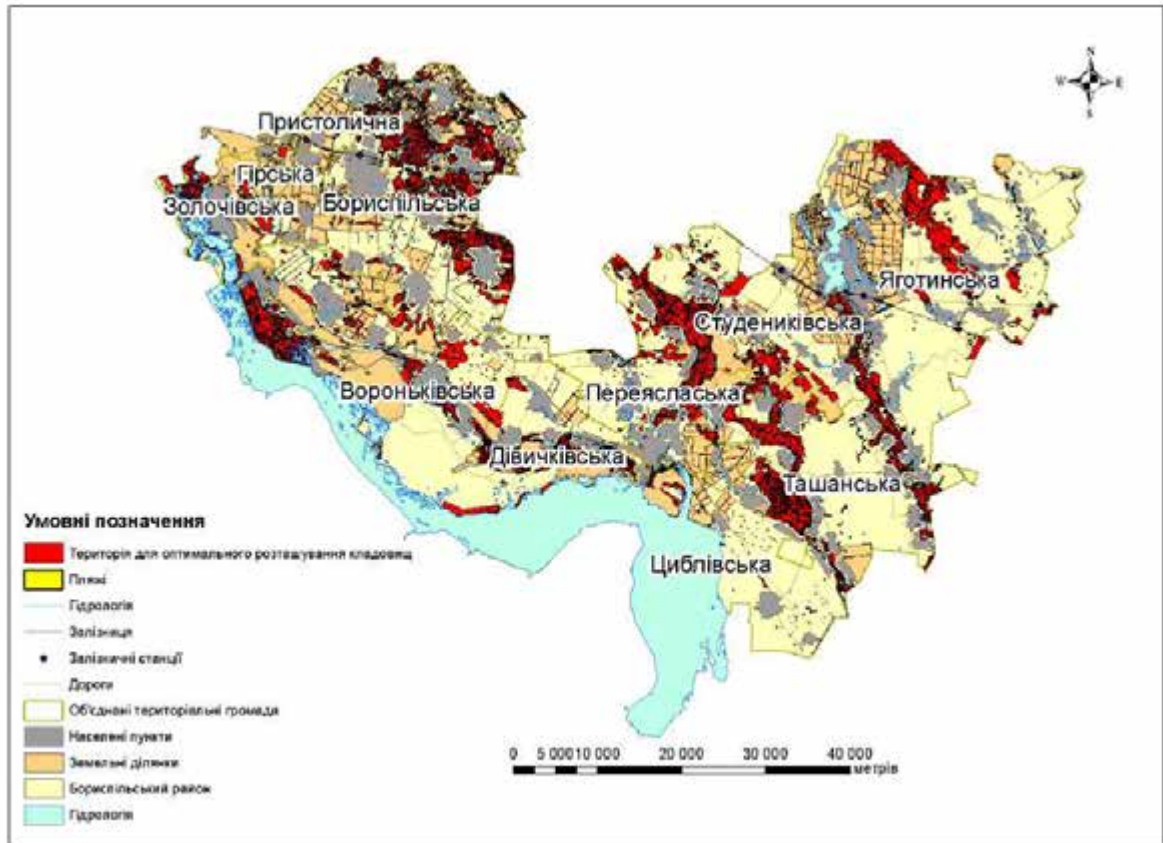 N
W E
S
Пристолична
Гірська
Золочівська
Бориспільська
Яготинська
Студениківська
Вороньківська
Переясласька
Дівичківська
Ташанська
Циблівська
Умовні позначення
Територія для оптимального розташування кладовищ
Пляжі
Гідрологія
Залізниця
Залізничні станції
Дороги
Об'єднані територіальні громади
Населені пункти
Земельні ділянки
Бориспільський район
Гідрологія
0 5 000 10 000 20 000 30 000 40 000
метрів